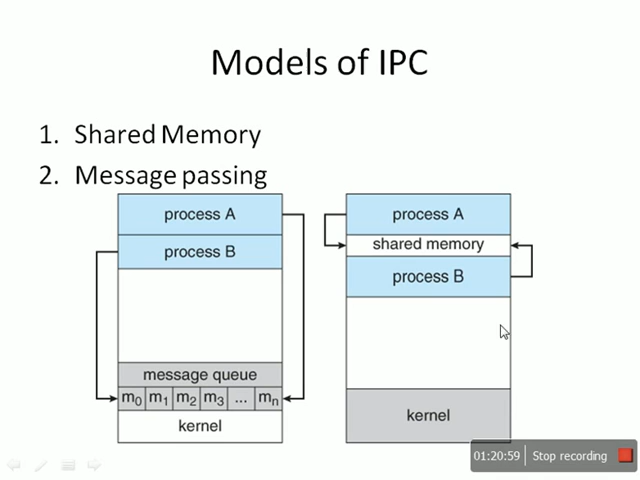 Models of IPC
1. Shared Memory
2. Message passing
process A
process B
message queue
m0 m1 m2 m3 ... mn
kernel
process A
shared memory
process B
kernel
01:20:59 Stop recording